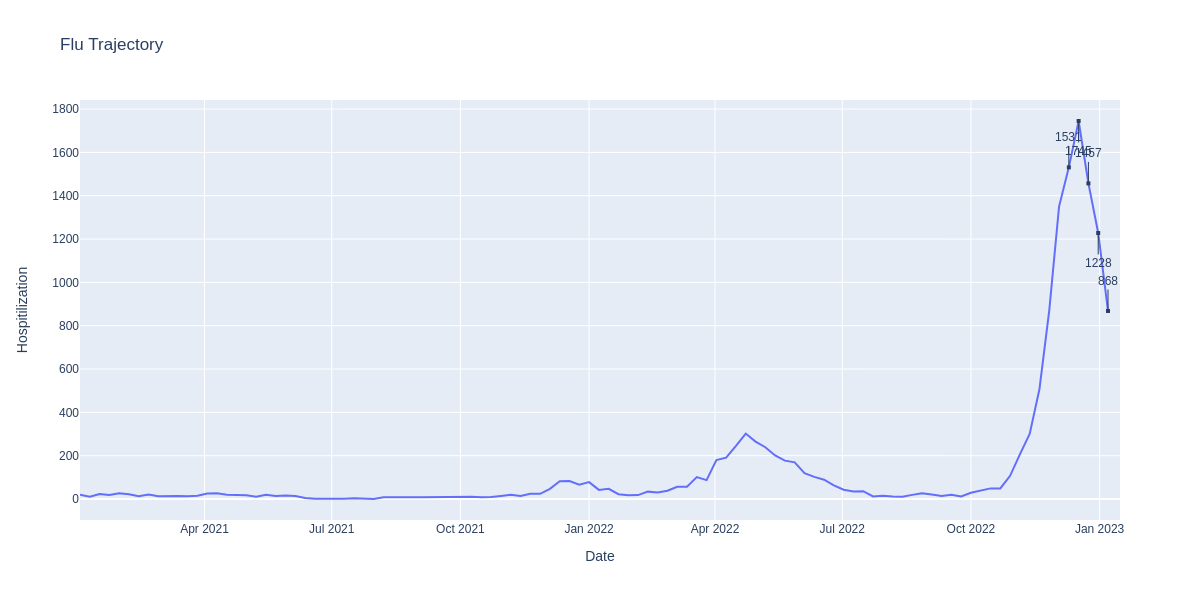 Flu Trajectory
Hospitilization
1800
1600
1400
1200
1000
800
600
400
200
0
1531
1745
1457
1228
868
Apr 2021
Jul 2021
Oct 2021
Jan 2022
Apr 2022
Jul 2022
Oct 2022
Jan 2023
Date